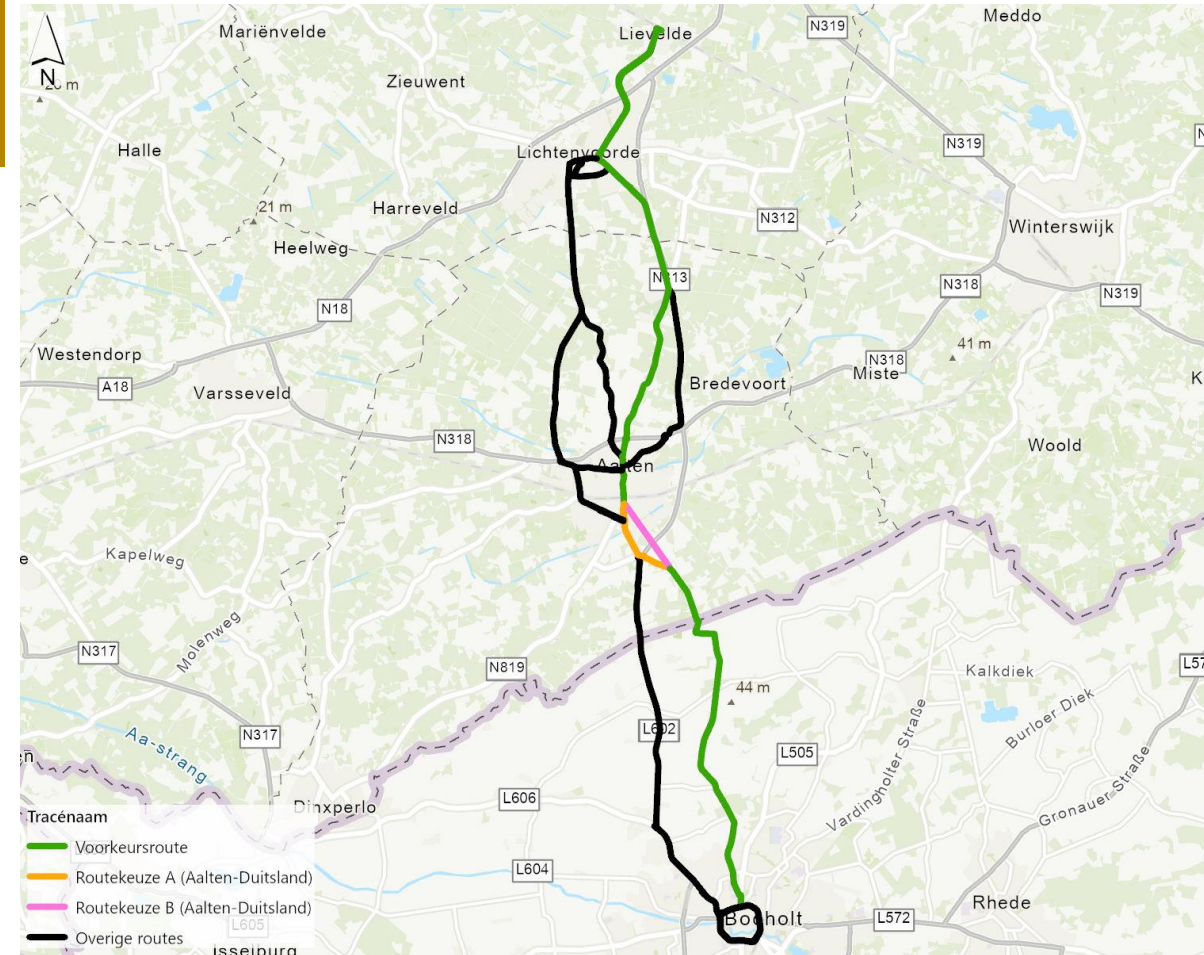 Mariënvelde
Lievelde
N319
Meddo
N
20 m
Zieuwent
Halle
Lichtenvoorde
N319
N
21 m
Harreveld
N312
Winterswijk
Heelweg
N313
N318
N319
N18
41 m
Westendorp
N318
Miste
A18
Varsseveld
Bredevoort
K
N318
Woold
Aalten
Kapelweg
e
Molenweg
N317
N819
Kalkdiek
L57
44 m
Aa-strang
N317
L602
Burloer Diek
L505
Vardingholter Straße
Gronauer Straße
L606
Dinxperlo
Tracénaam
Voorkeursroute
Routekeuze A (Aalten-Duitsland)
L604
Routekeuze B (Aalten-Duitsland)
Rhede
L605
Bocholt
L572
Overige routes
Isselburg